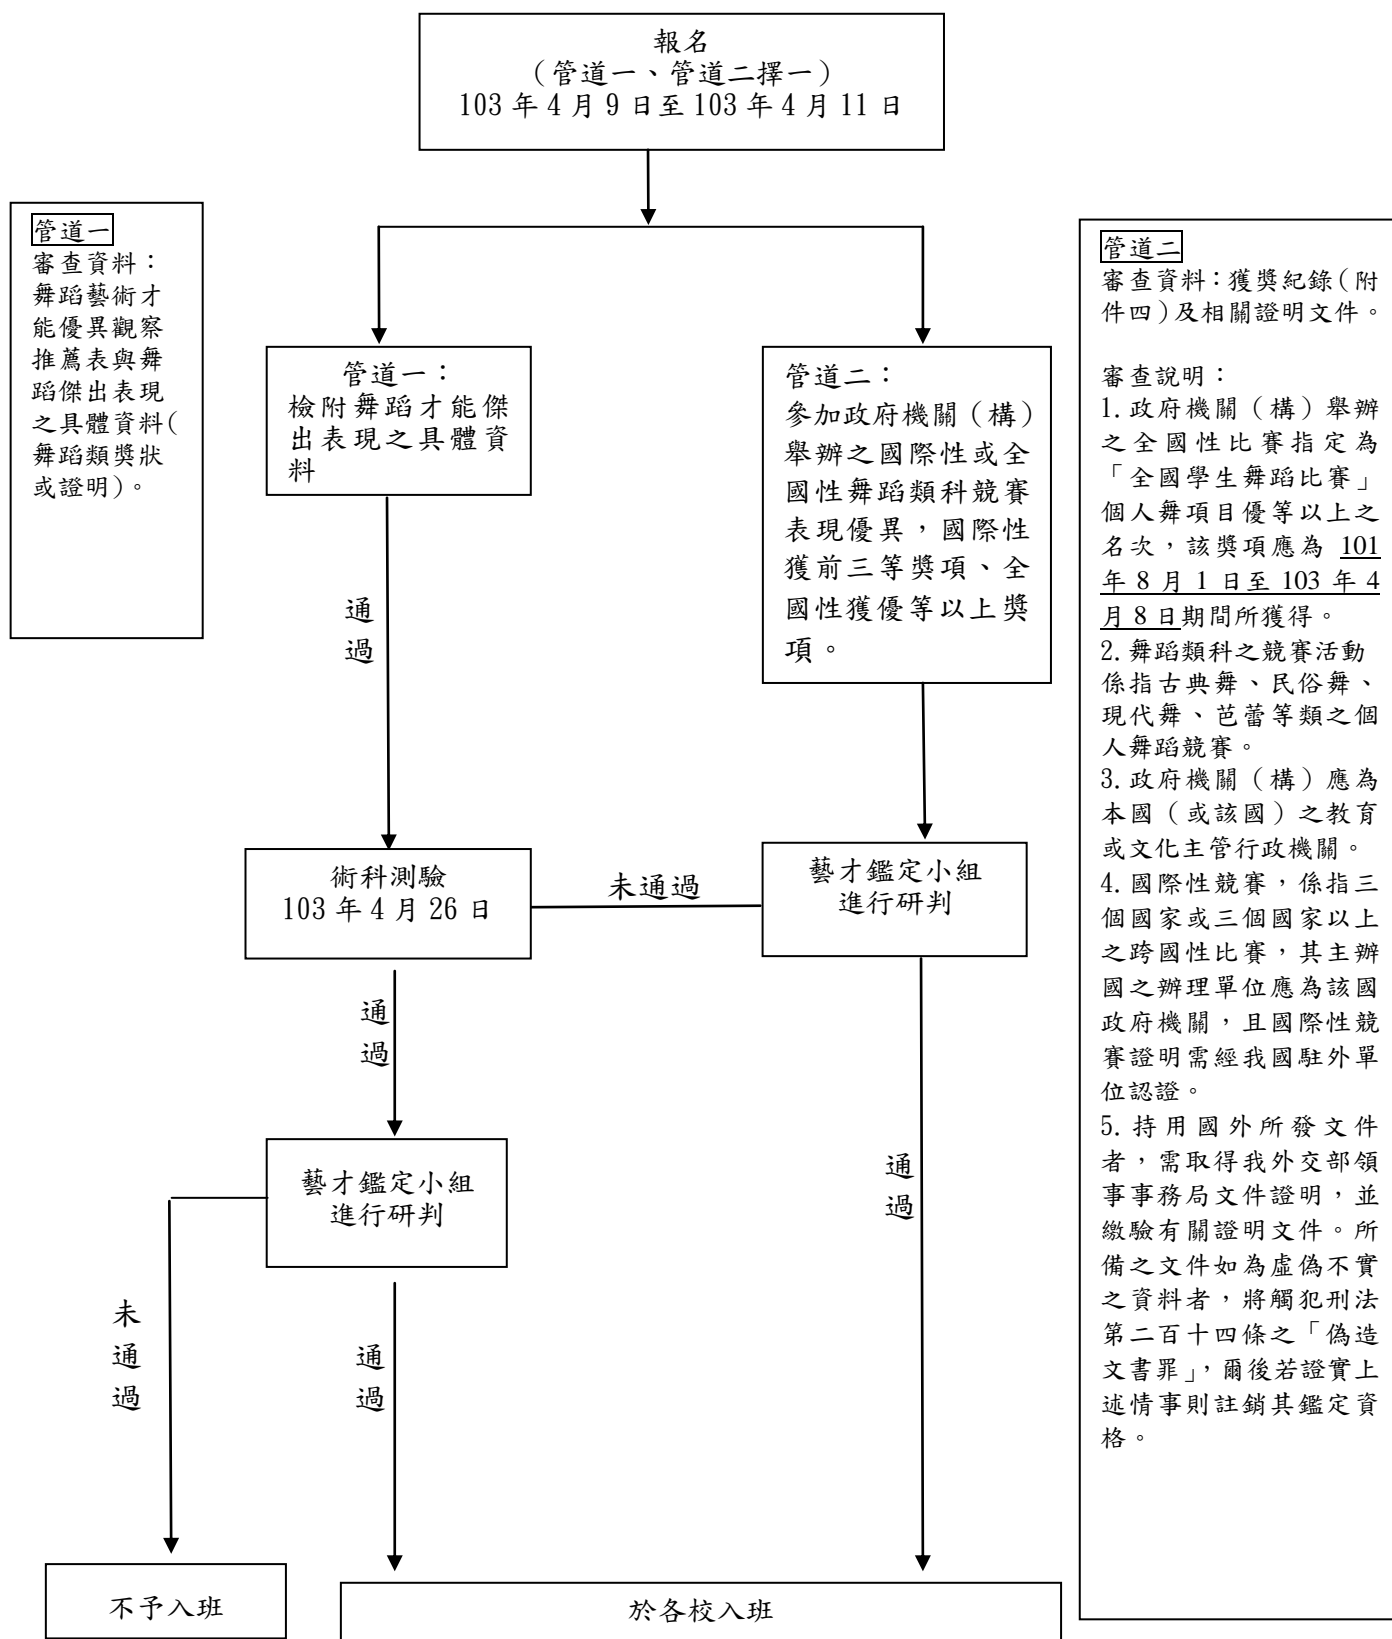 報名
(管道一、管道二擇一)
103 年 4 月 9 日至 103 年 4 月 11 日
管道一
審查資料：
舞蹈藝術才
能優異觀察
推薦表與舞
蹈傑出表現
之具體資料(
舞蹈類獎狀
或證明)。
管道一：
檢附舞蹈才能傑
出表現之具體資
料
管道二：
參加政府機關（構）
舉辦之國際性或全
國性舞蹈類科競賽
表現優異，國際性
獲前三等獎項、全
國性獲優等以上獎
項。
通
過
術科測驗
103 年 4 月 26 日
未通過
藝才鑑定小組
進行研判
通
過
藝才鑑定小組
進行研判
通
過
未
通
過
通
過
不予入班
於各校入班
管道二
審查資料：獲獎紀錄(附
件四)及相關證明文件。
審查說明：
1.政府機關（構）舉辦
之全國性比賽指定為
「全國學生舞蹈比賽」
個人舞項目優等以上之
名次，該獎項應為 101
年 8 月 1 日至 103 年 4
月 8 日期間所獲得。
2.舞蹈類科之競賽活動
係指古典舞、民俗舞、
現代舞、芭蕾等類之個
人舞蹈競賽。
3.政府機關（構）應為
本國（或該國）之教育
或文化主管行政機關。
4.國際性競賽，係指三
個國家或三個國家以上
之跨國性比賽，其主辦
國之辦理單位應為該國
政府機關，且國際性競
賽證明需經我國駐外單
位認證。
5.持用國外所發文件
者，需取得我外交部領
事事務局文件證明，並
繳驗有關證明文件。所
備之文件如為虛偽不實
之資料者，將觸犯刑法
第二百十四條之「偽造
文書罪」，爾後若證實上
述情事則註銷其鑑定資
格。